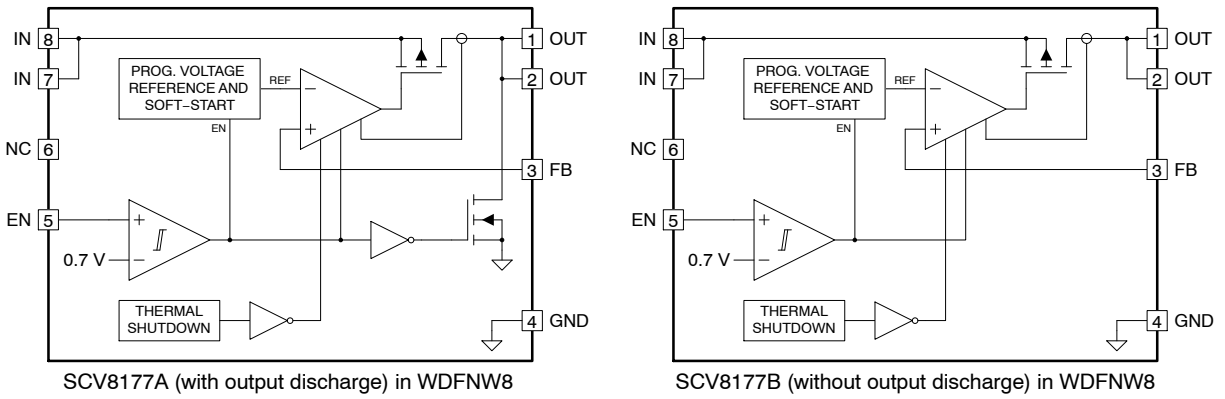 IN 8
IN 7
NC 6
EN 5
1 OUT
2 OUT
3 FB
4 GND
PROG. VOLTAGE
REFERENCE AND
SOFT−START
REF
EN
−
+
+
−
0.7 V
THERMAL
SHUTDOWN
SCV8177A (with output discharge) in WDFNW8
IN 8
IN 7
NC 6
EN 5
1 OUT
2 OUT
3 FB
4 GND
PROG. VOLTAGE
REFERENCE AND
SOFT−START
REF
EN
−
+
+
−
0.7 V
THERMAL
SHUTDOWN
SCV8177B (without output discharge) in WDFNW8